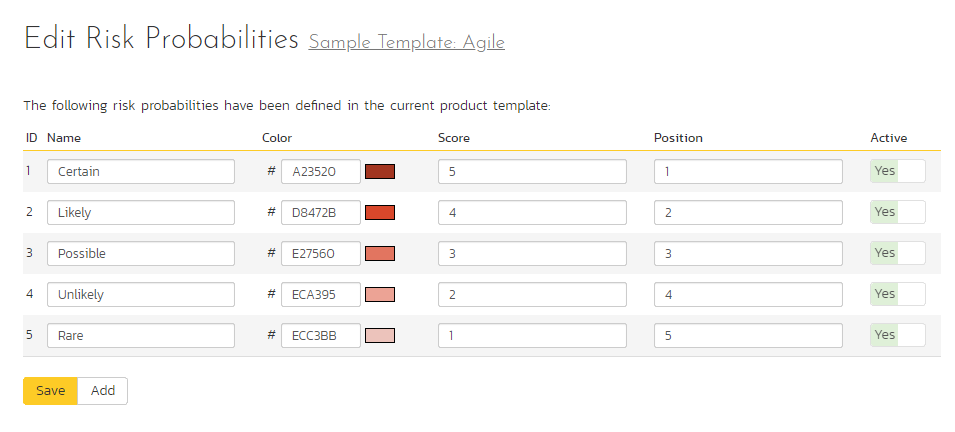 Edit Risk Probabilities Sample Template: Agile
The following risk probabilities have been defined in the current product template:
ID Name Color Score Position Active
1 Certain # A23520 5 1 Yes
2 Likely # D8472B 4 2 Yes
3 Possible # E27560 3 3 Yes
4 Unlikely # ECA395 2 4 Yes
5 Rare # ECC3BB 1 5 Yes
Save Add